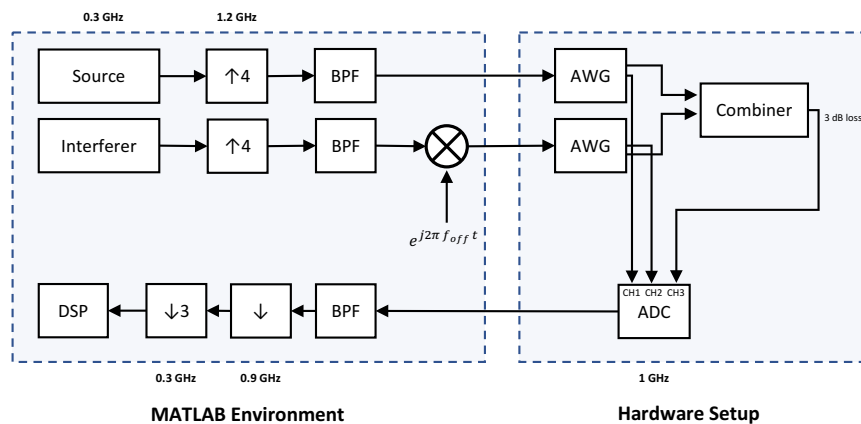 0.3 GHz
1.2 GHz
Source
↑4
BPF
AWG
Combiner
3 dB loss
Interferer
↑4
BPF
AWG
e^{j2π f_{off} t}
DSP
↓3
↓
BPF
CH1 CH2 CH3
ADC
0.3 GHz
0.9 GHz
1 GHz
MATLAB Environment
Hardware Setup